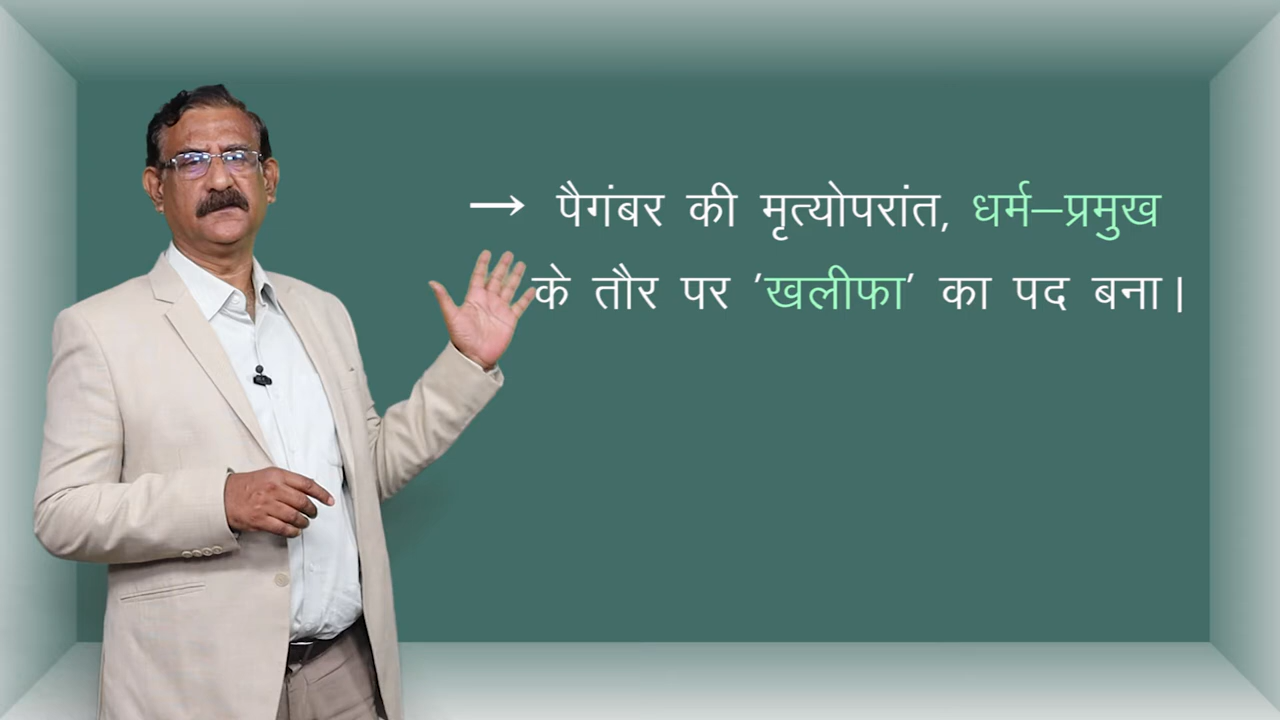 → पैगंबर की मृत्योपरांत, धर्म–प्रमुख
के तौर पर 'खलीफा' का पद बना।